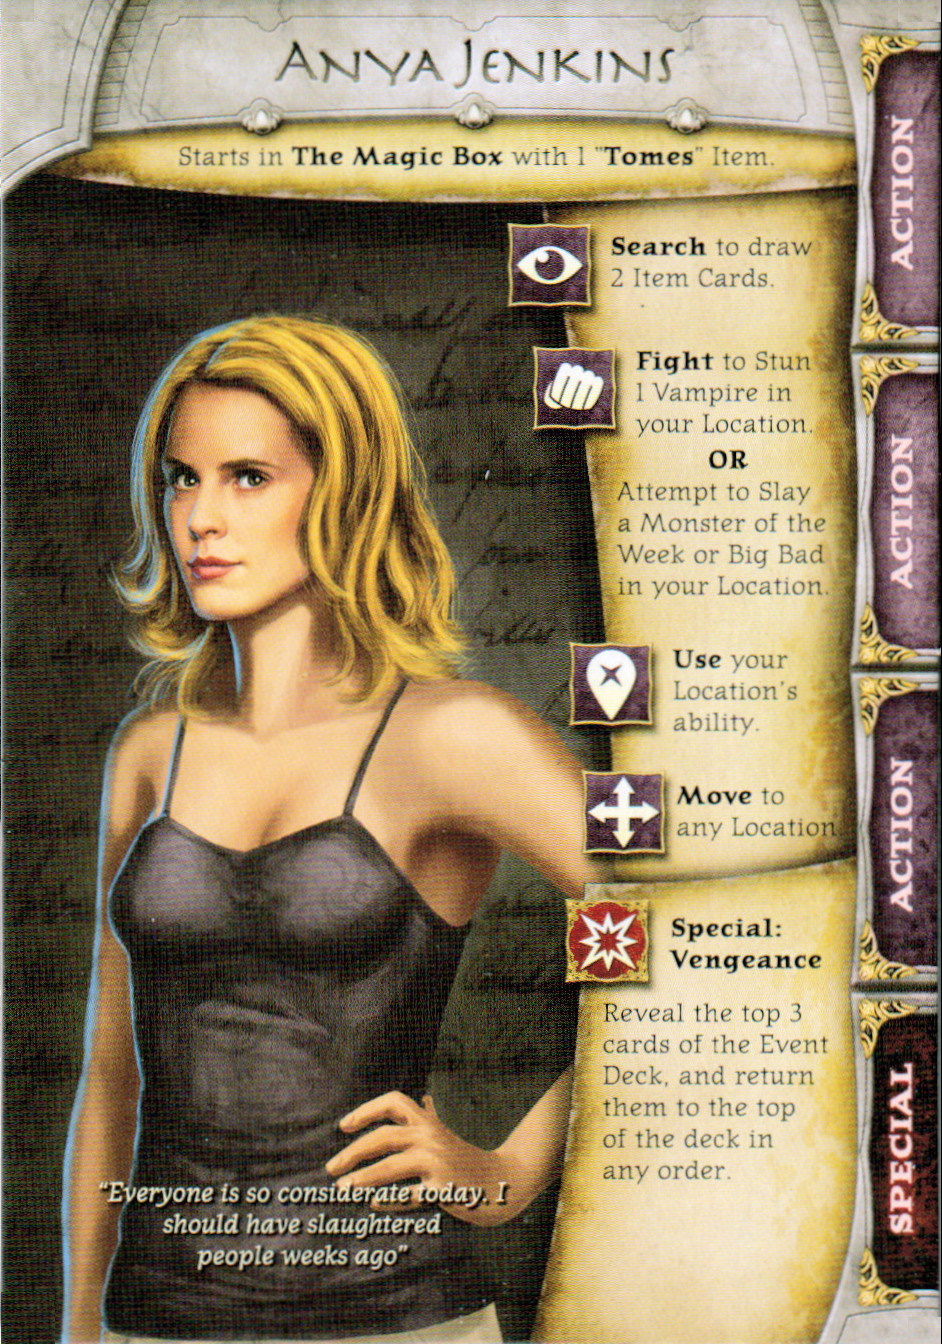 ANYA JENKINS
Starts in The Magic Box with 1 "Tomes" Item.
Search to draw
2 Item Cards.
Fight to Stun
1 Vampire in
your Location.
OR
Attempt to Slay
a Monster of the
Week or Big Bad
in your Location.
Use your
Location's
ability.
Move to
any Location
Special:
Vengeance
Reveal the top 3
cards of the Event
Deck, and return
them to the top
of the deck in
any order.
"Everyone is so considerate today. I
should have slaughtered
people weeks ago"
ACTION
ACTION
ACTION
SPECIAL